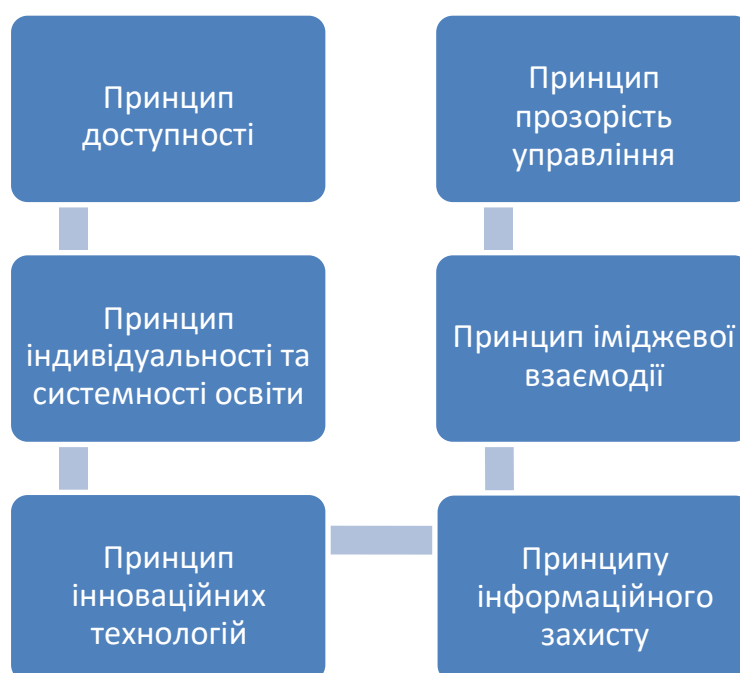 Принцип
доступності
Принцип
індивідуальності та
системності освіти
Принцип
інноваційних
технологій
Принципу
інформаційного
захисту
Принцип іміджевої
взаємодії
Принцип
прозорість
управління